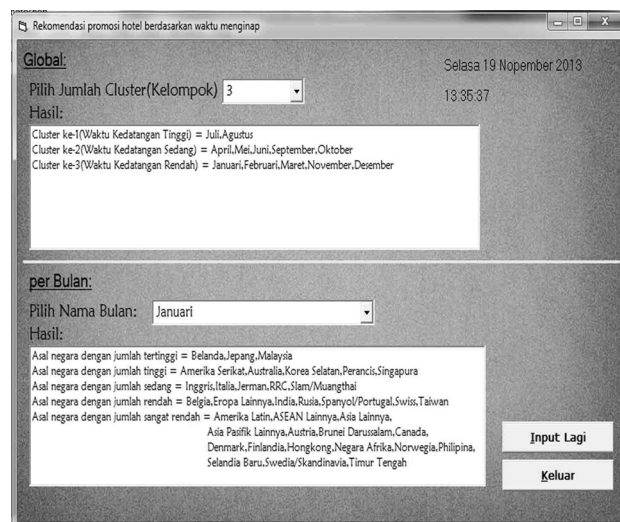 Rekomendasi promosi hotel berdasarkan waktu menginap
Global:
Selasa 19 Nopember 2013
Pilih Jumlah Cluster(Kelompok) 3
13:35:37
Hasil:
Cluster ke-1(Waktu Kedatangan Tinggi) = Juli,Agustus
Cluster ke-2(Waktu Kedatangan Sedang) = April,Mei,Juni,September,Oktober
Cluster ke-3(Waktu Kedatangan Rendah) = Januari,Februari,Maret,November,Desember
per Bulan:
Pilih Nama Bulan: Januari
Hasil:
Asal negara dengan jumlah tertinggi = Belanda,Jepang,Malaysia
Asal negara dengan jumlah tinggi = Amerika Serikat,Australia,Korea Selatan,Perancis,Singapura
Asal negara dengan jumlah sedang = Inggris,Italia,Jerman,RRC,Siam/Muangthai
Asal negara dengan jumlah rendah = Belgia,Eropa Lainnya,India,Rusia,Spanyol/Portugal,Swiss,Taiwan
Asal negara dengan jumlah sangat rendah = Amerika Latin,ASEAN Lainnya,Asia Lainnya,
Asia Pasifik Lainnya,Austria,Brunei Darussalam,Canada,
Denmark,Finlandia,Hongkong,Negara Afrika,Norwegia,Philipina,
Selandia Baru,Swedia/Skandinavia,Timur Tengah
Input Lagi
Keluar